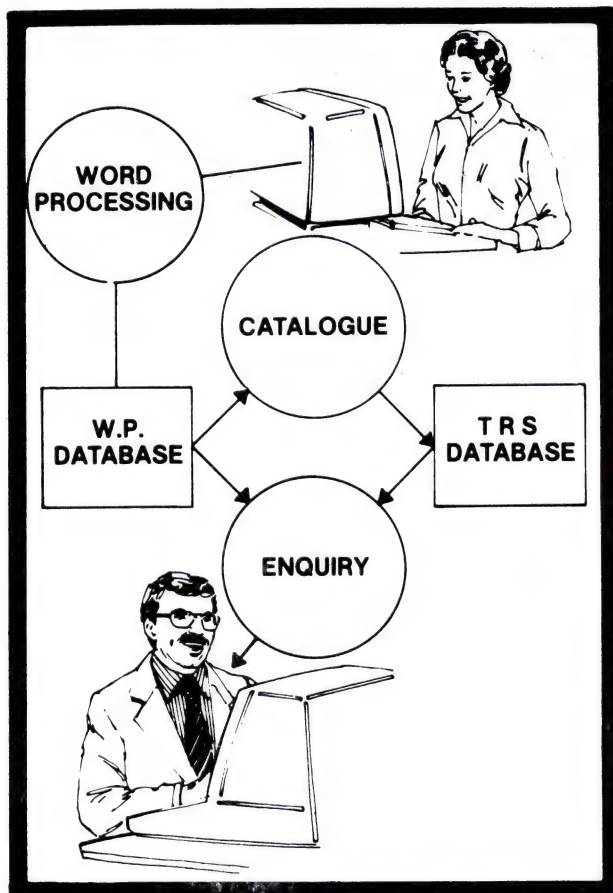 WORD
PROCESSING
CATALOGUE
W.P.
DATABASE
T R S
DATABASE
ENQUIRY